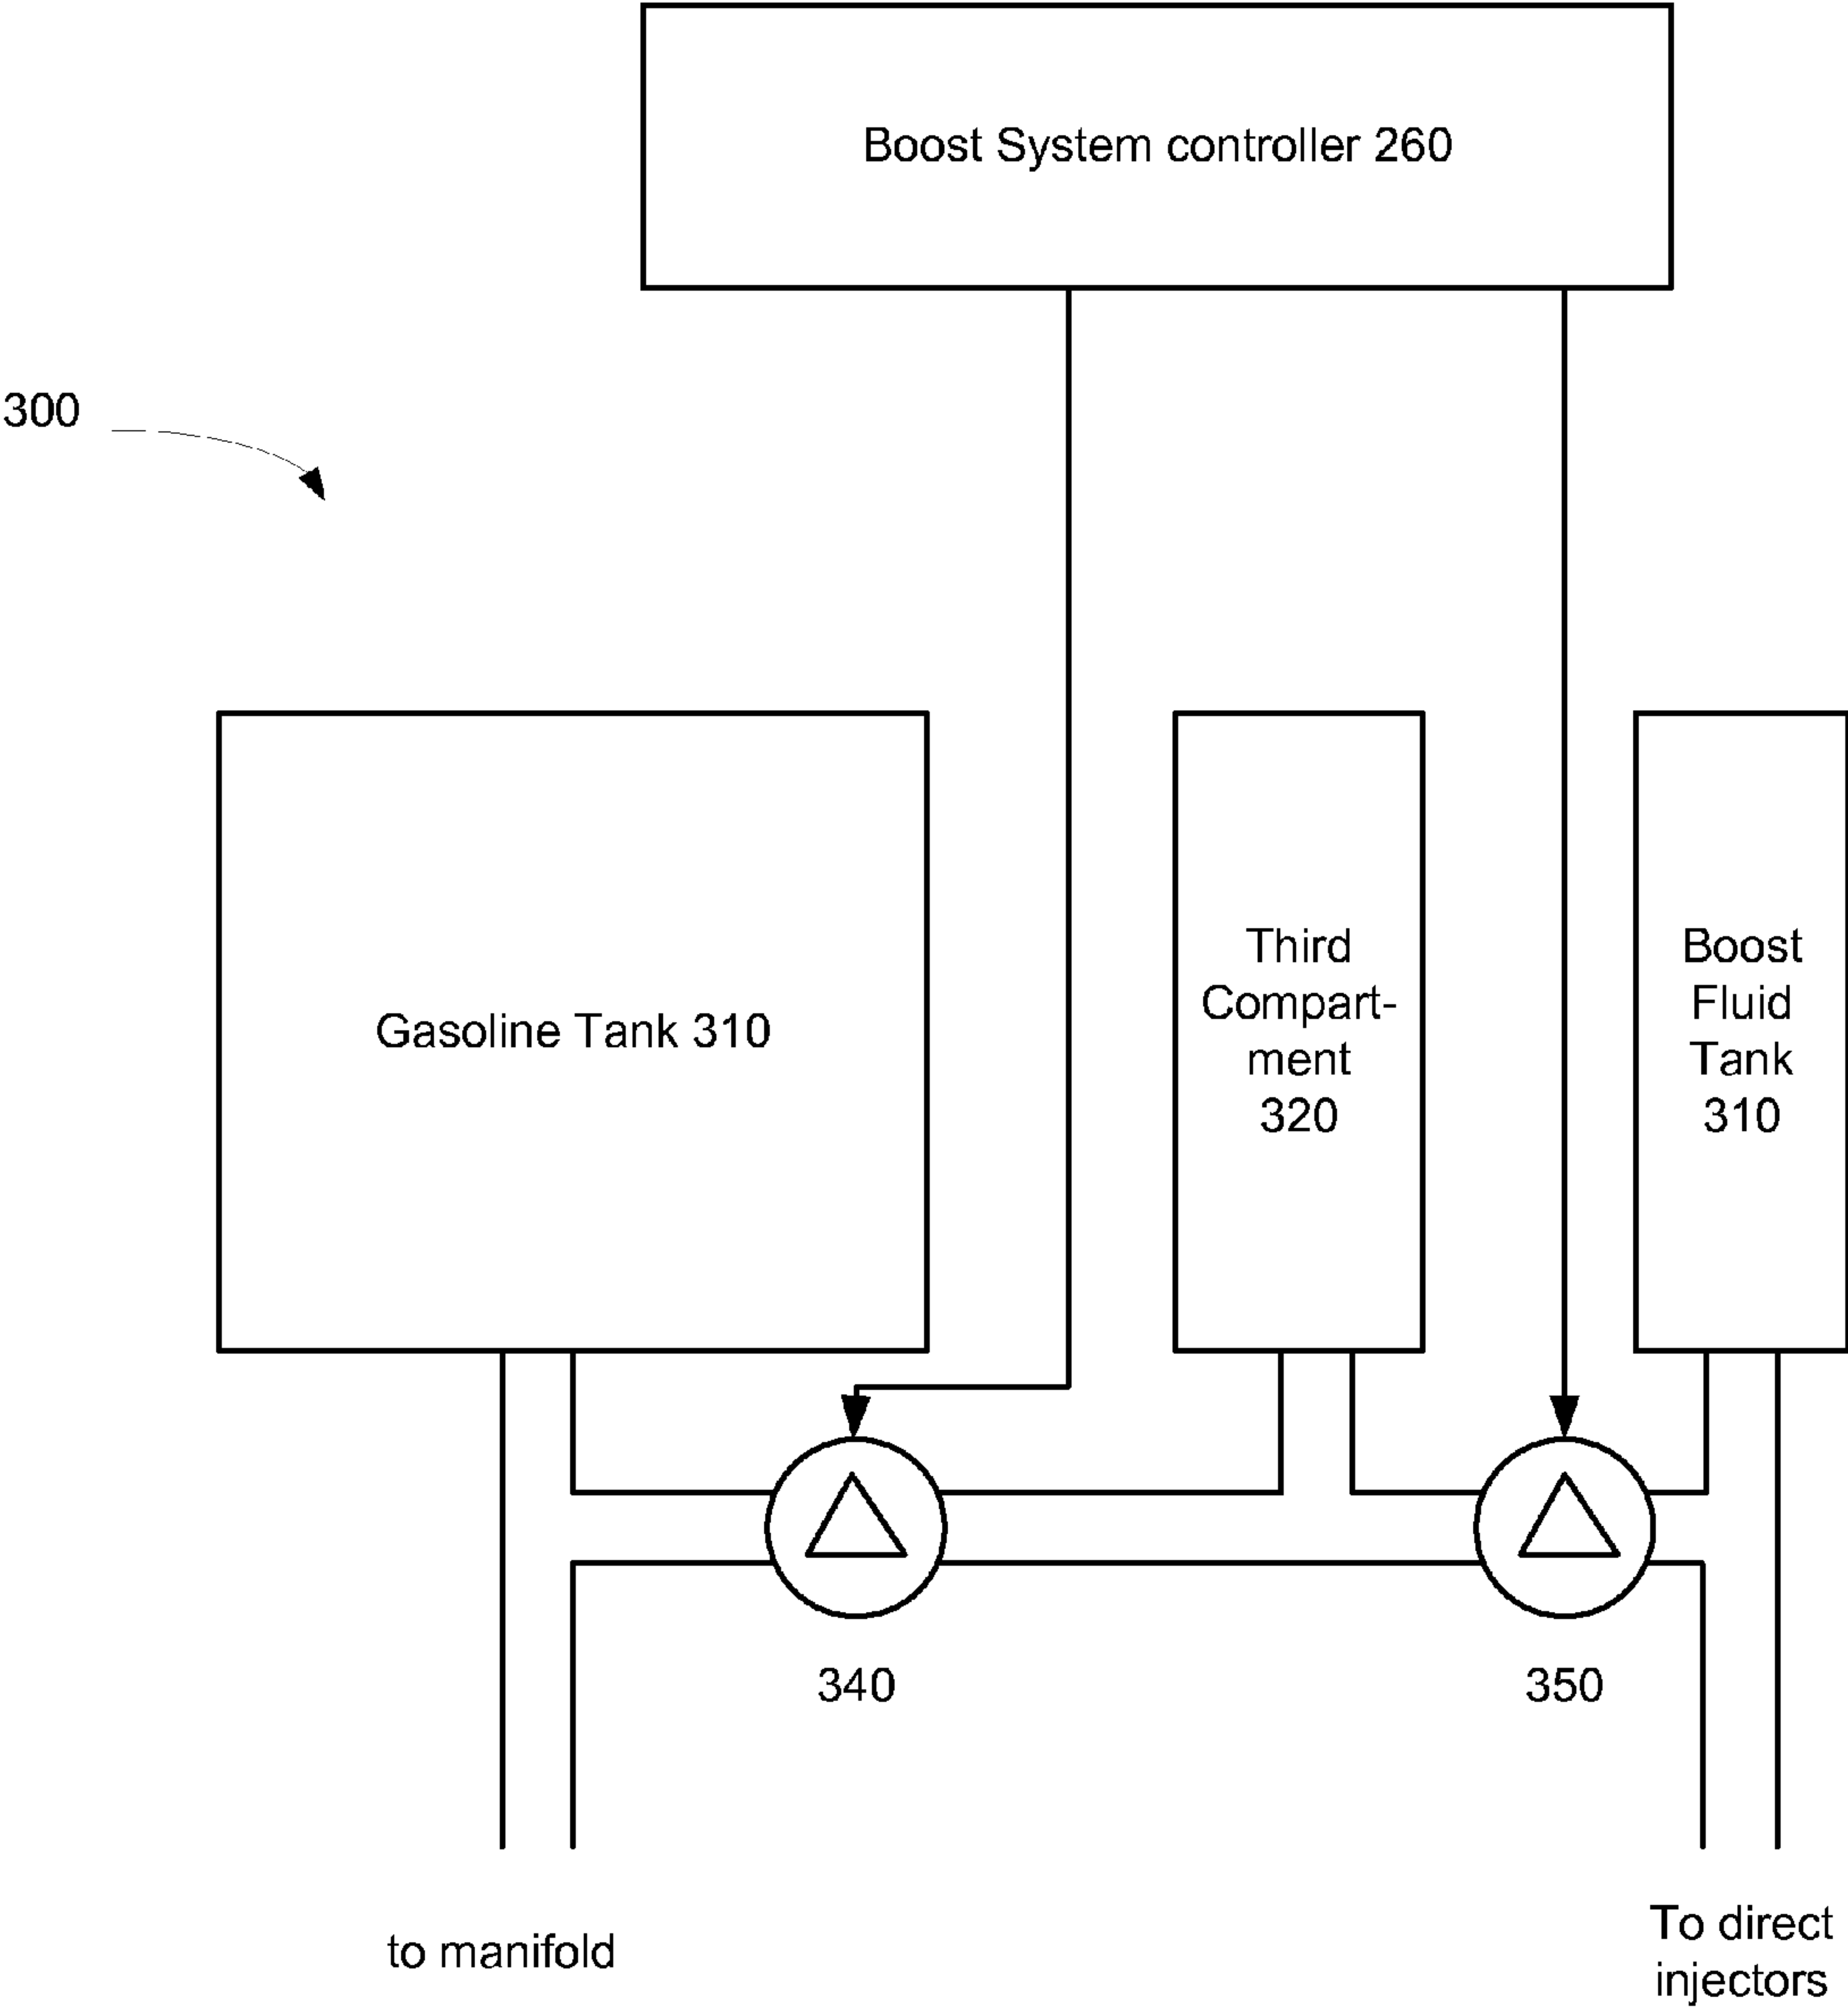 Boost System controller 260
300
Gasoline Tank 310
Third
Compart-
ment
320
Boost
Fluid
Tank
310
340
350
to manifold
To direct
injectors